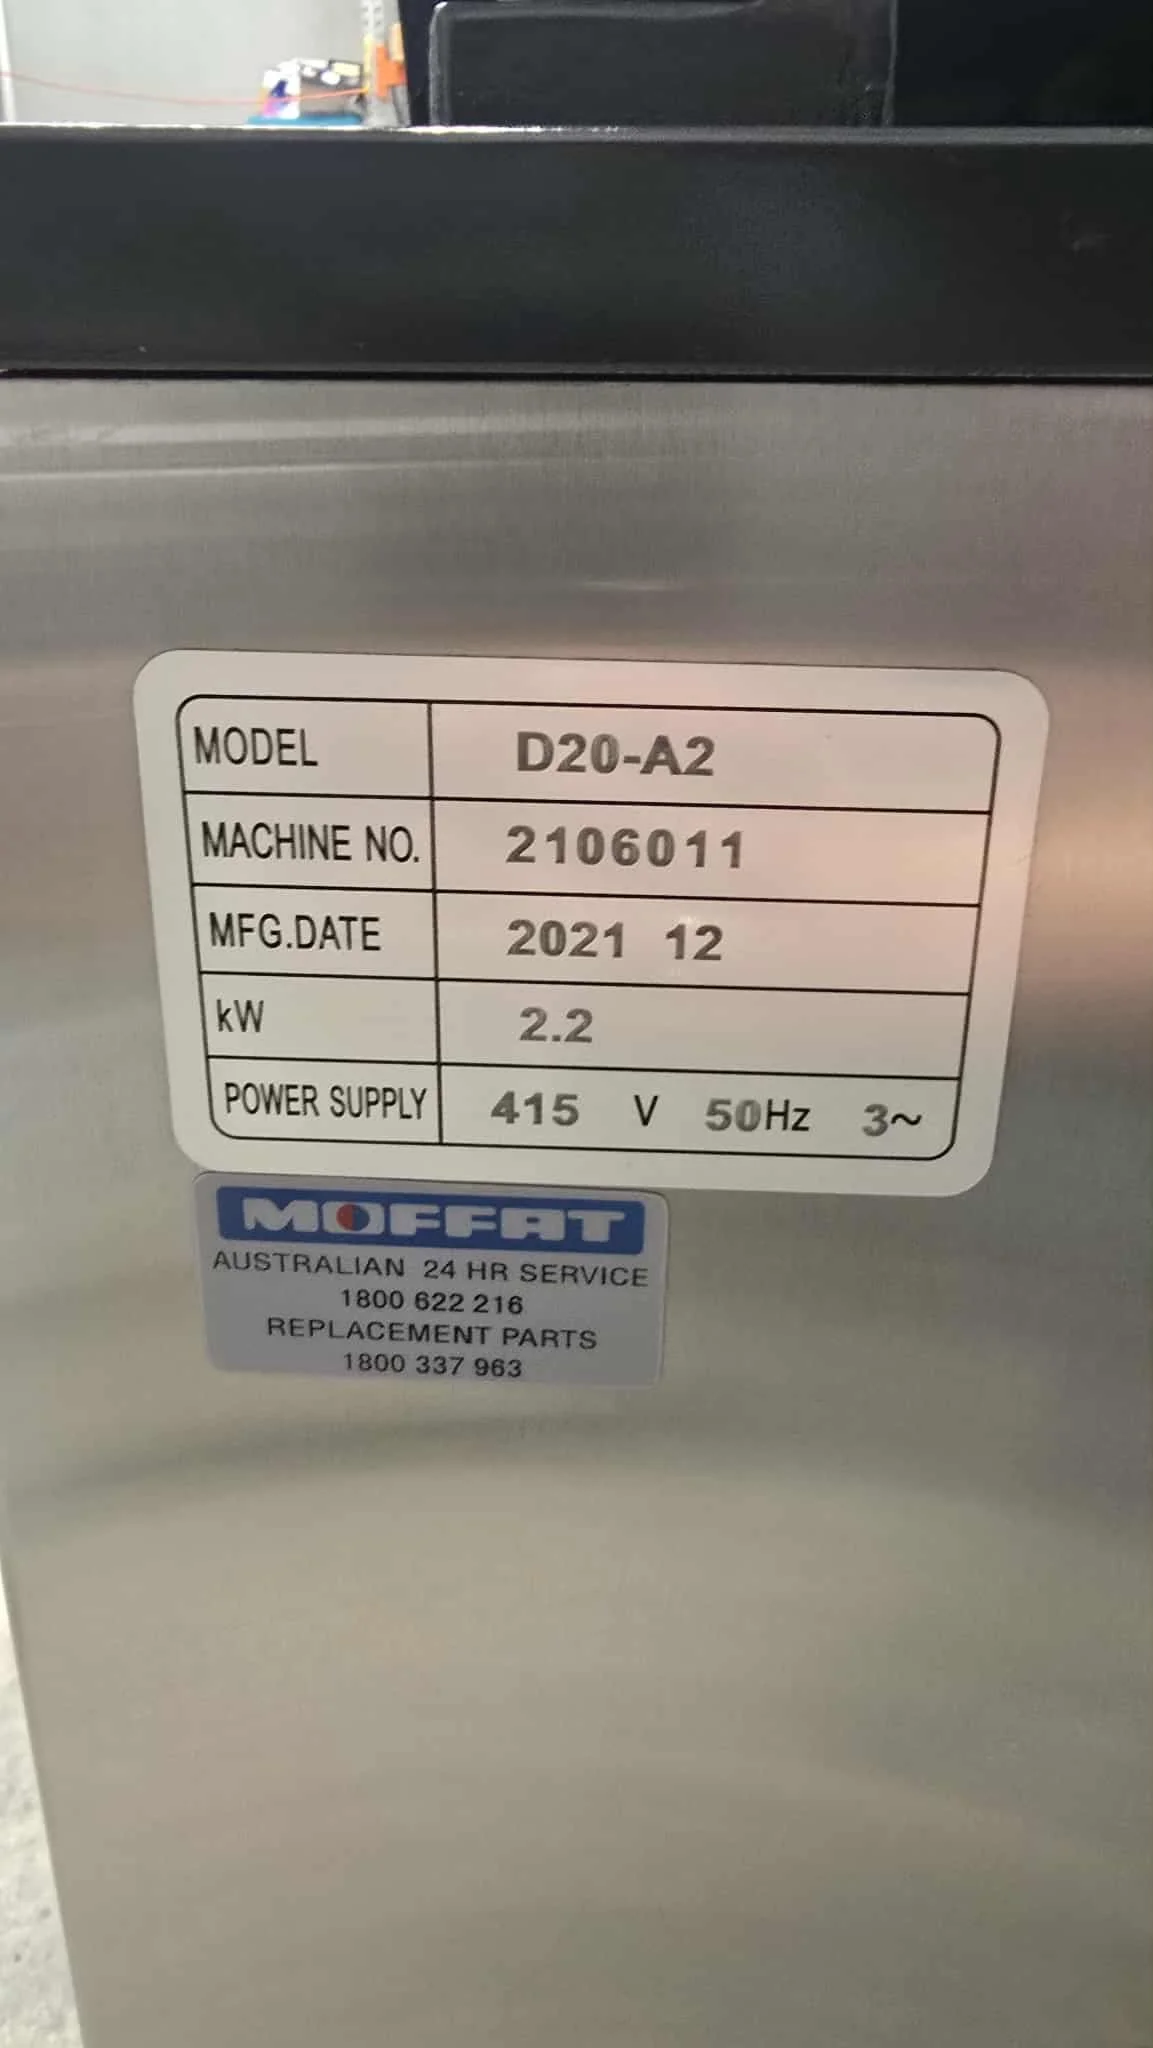 MODEL D20-A2
MACHINE NO. 2106011
MFG.DATE 2021 12
kW 2.2
POWER SUPPLY 415 V 50Hz 3~
MOFFAT
AUSTRALIAN 24 HR SERVICE
1800 622 216
REPLACEMENT PARTS
1800 337 963